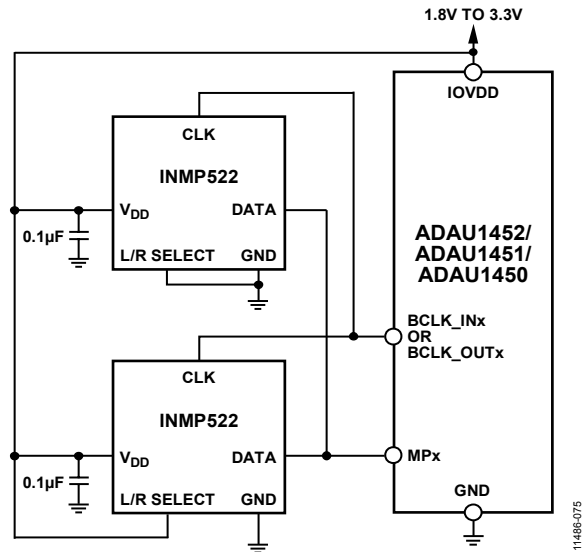 1.8V TO 3.3V
IOVDD
CLK
INMP522
VDD
DATA
0.1µF
L/R SELECT
GND
ADAU1452/
ADAU1451/
ADAU1450
BCLK_INx
OR
BCLK_OUTx
CLK
INMP522
VDD
DATA
MPx
0.1µF
L/R SELECT
GND
GND
11486-075